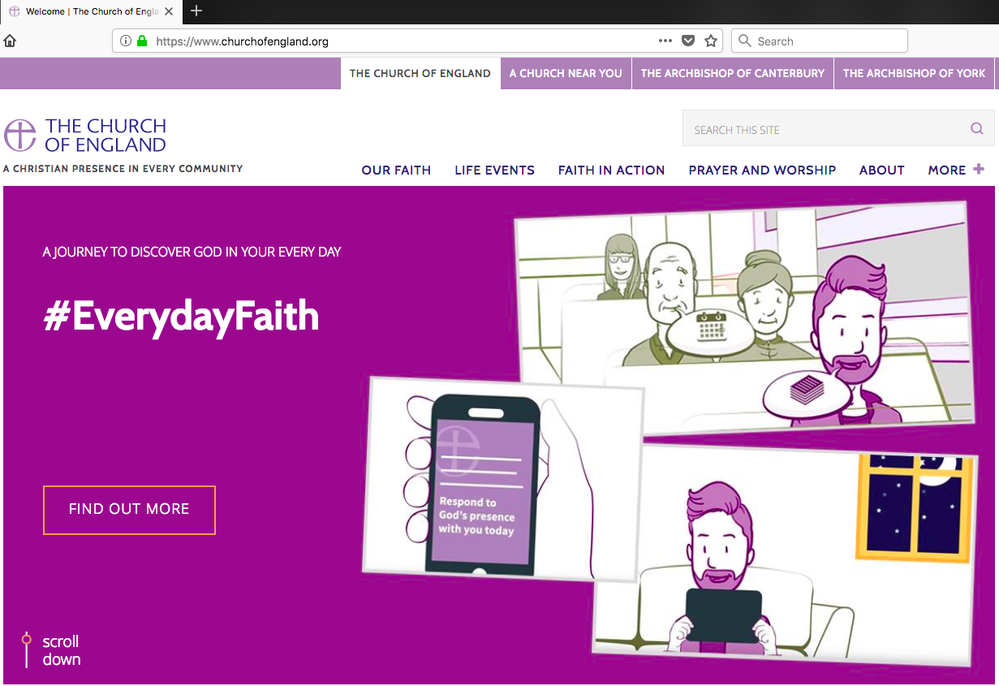 Welcome | The Church of Engla
https://www.churchofengland.org
Search
THE CHURCH OF ENGLAND
A CHURCH NEAR YOU
THE ARCHBISHOP OF CANTERBURY
THE ARCHBISHOP OF YORK
THE CHURCH
OF ENGLAND
A CHRISTIAN PRESENCE IN EVERY COMMUNITY
SEARCH THIS SITE
OUR FAITH
LIFE EVENTS
FAITH IN ACTION
PRAYER AND WORSHIP
ABOUT
MORE
A JOURNEY TO DISCOVER GOD IN YOUR EVERY DAY
#EverydayFaith
Respond to
God's presence
with you today
FIND OUT MORE
scroll
down